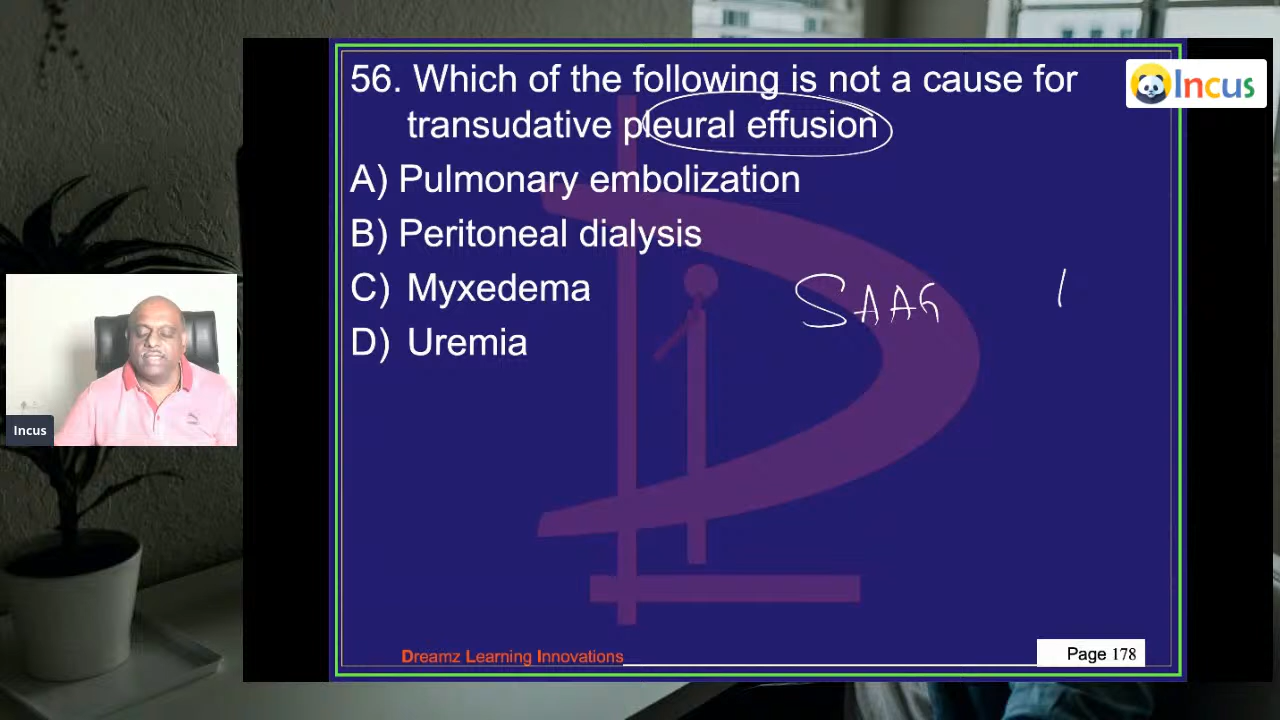 56. Which of the following is not a cause for
transudative pleural effusion
A) Pulmonary embolization
B) Peritoneal dialysis
C) Myxedema
D) Uremia
SAAG
Incus
Incus
Dreamz Learning Innovations
Page 178